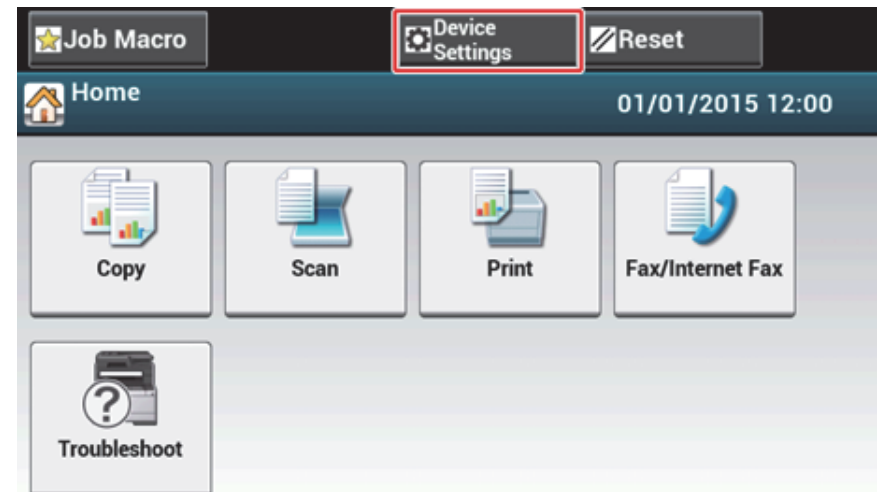 Job Macro
Device
Settings
Reset
Home
01/01/2015 12:00
Copy
Scan
Print
Fax/Internet Fax
Troubleshoot